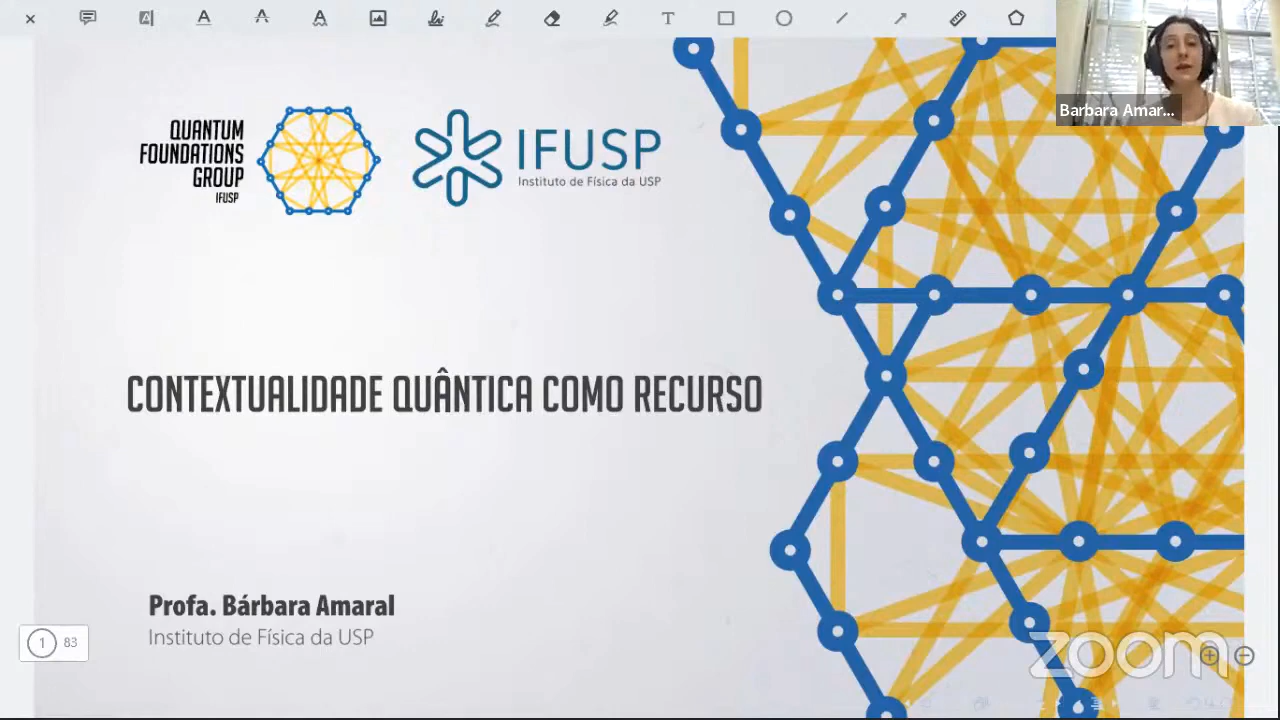 Barbara Amar...
QUANTUM
FOUNDATIONS
GROUP
IFUSP
IFUSP
Instituto de Física da USP
CONTEXTUALIDADE QUÂNTICA COMO RECURSO
Profa. Bárbara Amaral
Instituto de Física da USP
1 83
zoom